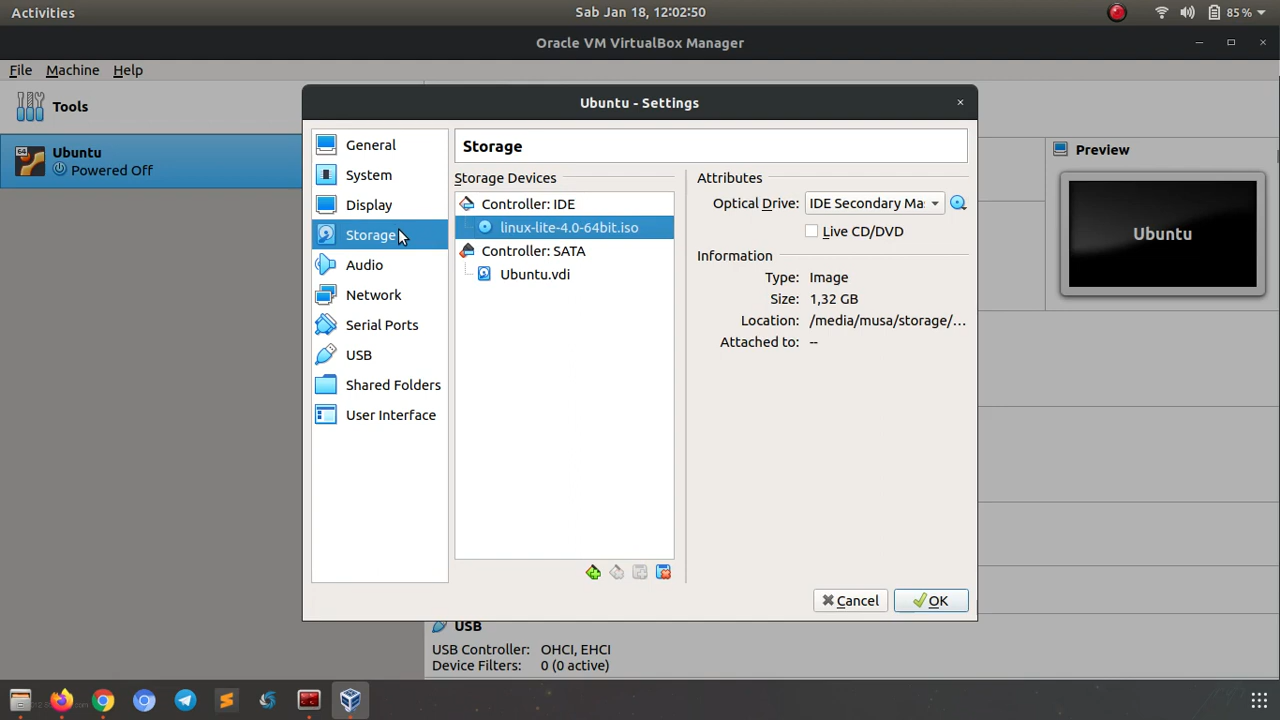 Activities
Sab Jan 18, 12:02:50
85 %
Oracle VM VirtualBox Manager
File Machine Help
Tools
64
Ubuntu
Powered Off
Ubuntu - Settings
General
System
Display
Storage
Audio
Network
Serial Ports
USB
Shared Folders
User Interface
Storage
Storage Devices
Controller: IDE
linux-lite-4.0-64bit.iso
Controller: SATA
Ubuntu.vdi
Attributes
Optical Drive: IDE Secondary Ma
Live CD/DVD
Information
Type: Image
Size: 1,32 GB
Location: /media/musa/storage/...
Attached to: --
Cancel
OK
Preview
Ubuntu
USB
USB Controller: OHCI, EHCI
Device Filters: 0 (0 active)